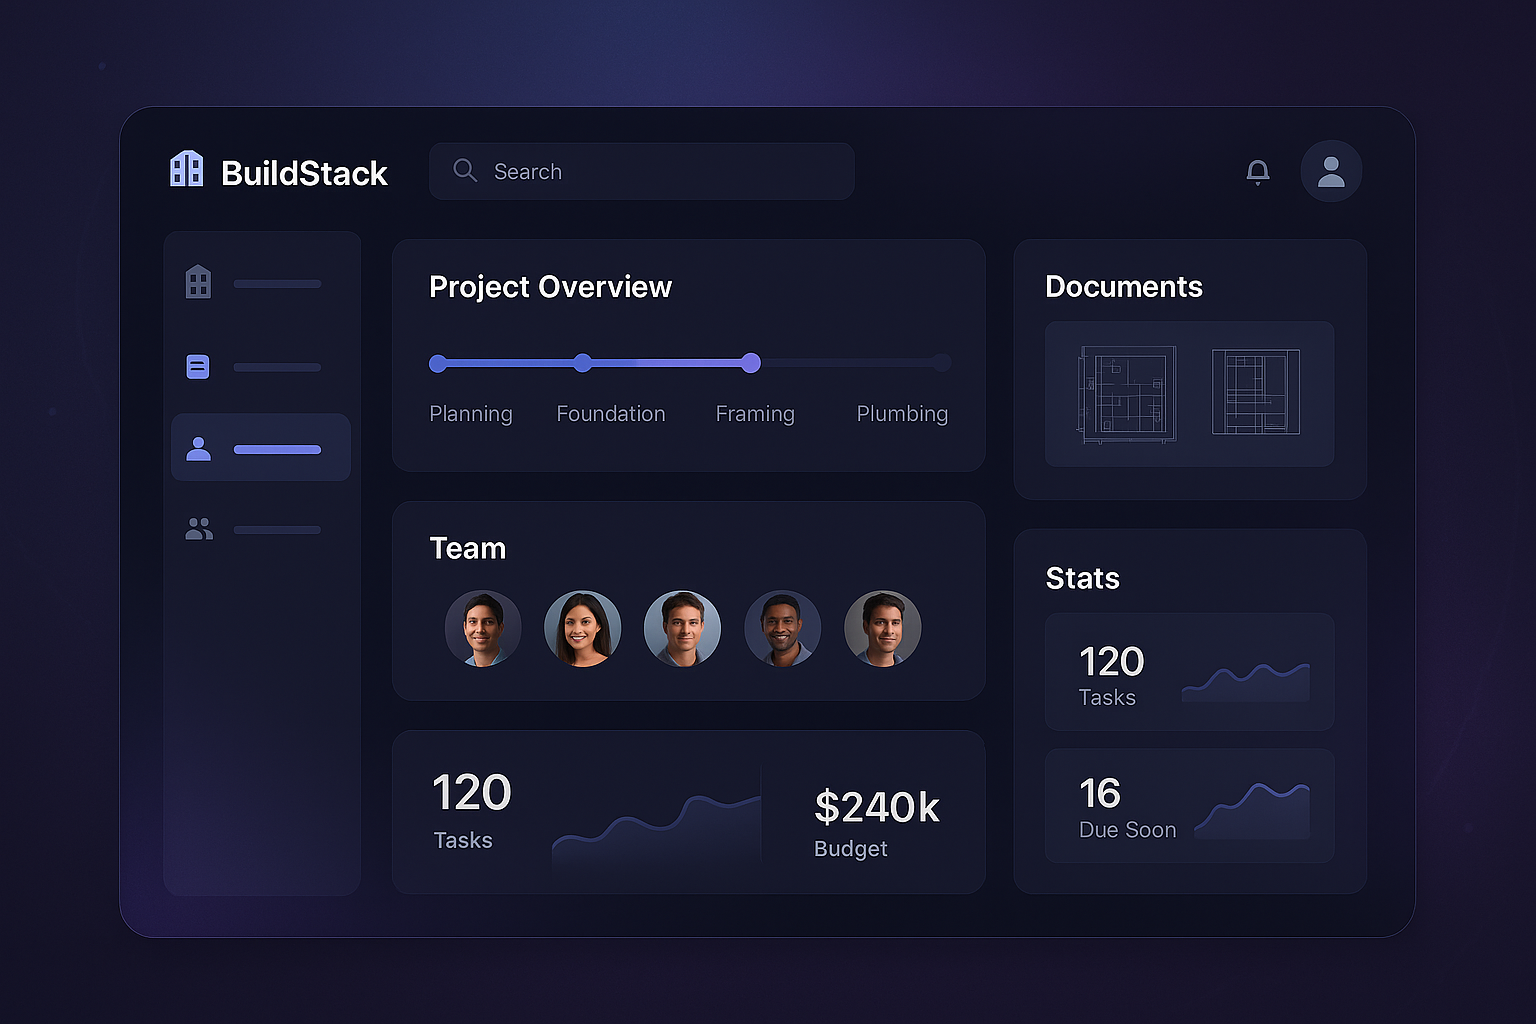 BuildStack
Search
Project Overview
Planning
Foundation
Framing
Plumbing
Documents
Team
Stats
120
Tasks
16
Due Soon
120
Tasks
$240k
Budget